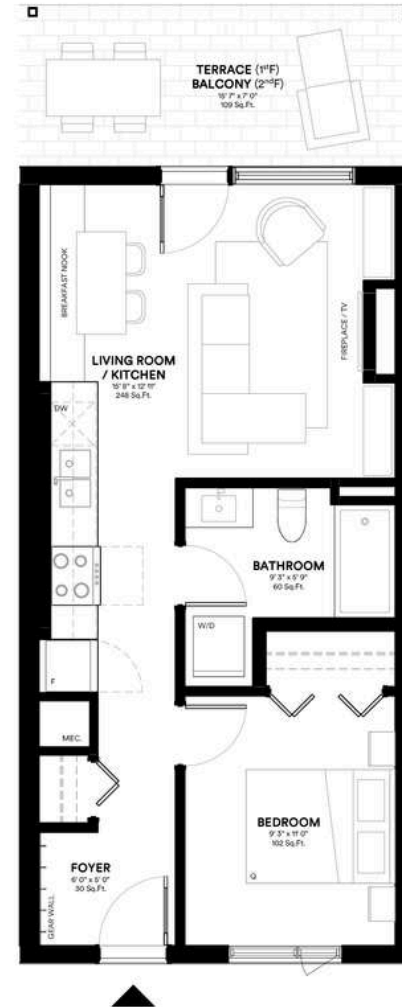 TERRACE (1stF)
BALCONY (2ndF)
15' 7" x 7' 0"
109 Sq.Ft.
BREAKFAST NOOK
FIREPLACE / TV
LIVING ROOM
/ KITCHEN
15' 8" x 12' 11"
248 Sq.Ft.
DW
BATHROOM
9' 3" x 5' 9"
60 Sq.Ft.
W/D
F
MEC.
BEDROOM
9' 3" x 11' 0"
102 Sq.Ft.
FOYER
6' 0" x 5' 0"
30 Sq.Ft.
GEAR WALL